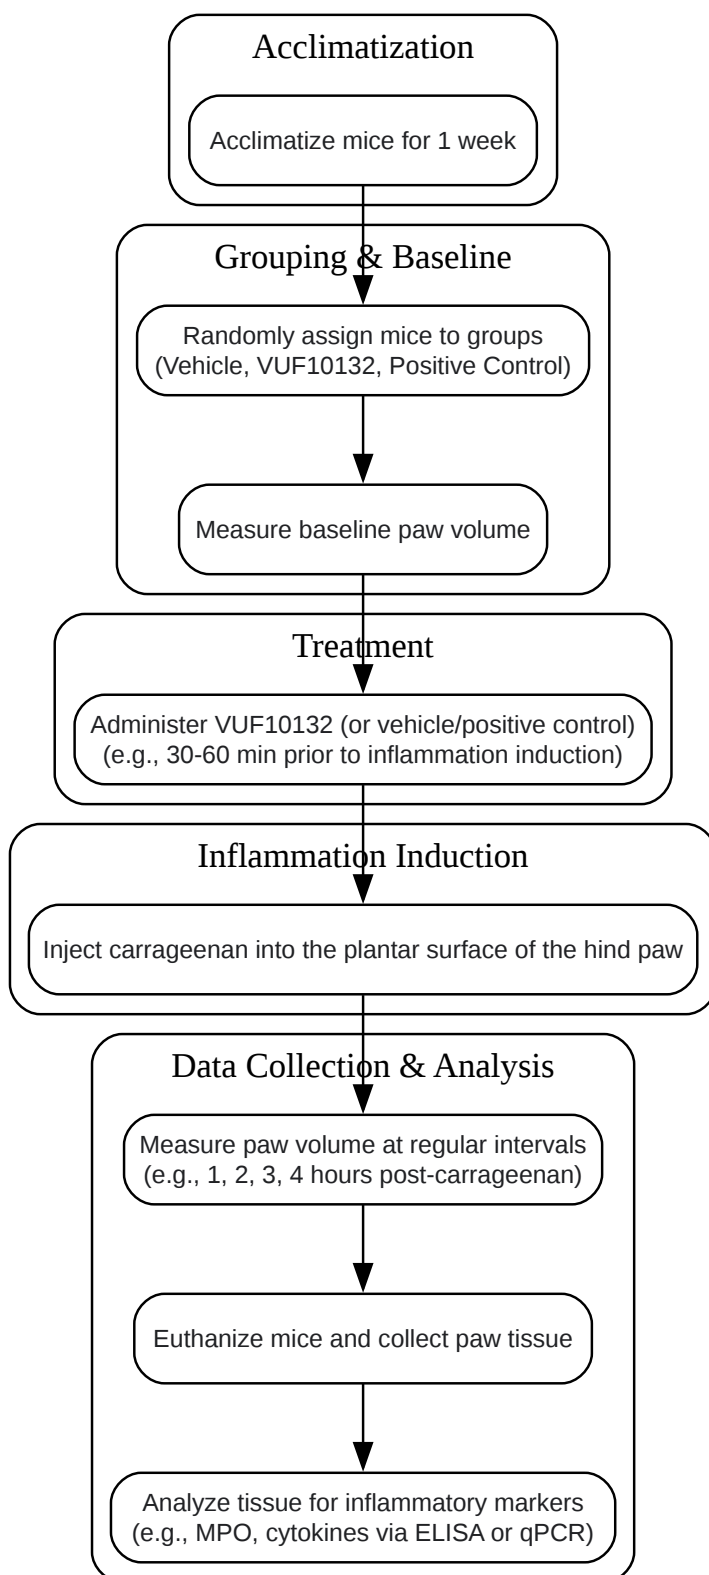 Acclimatization
Acclimatize mice for 1 week
Grouping & Baseline
Randomly assign mice to groups
(Vehicle, VUF10132, Positive Control)
Measure baseline paw volume
Treatment
Administer VUF10132 (or vehicle/positive control)
(e.g., 30-60 min prior to inflammation induction)
Inflammation Induction
Inject carrageenan into the plantar surface of the hind paw
Data Collection & Analysis
Measure paw volume at regular intervals
(e.g., 1, 2, 3, 4 hours post-carrageenan)
Euthanize mice and collect paw tissue
Analyze tissue for inflammatory markers
(e.g., MPO, cytokines via ELISA or qPCR)